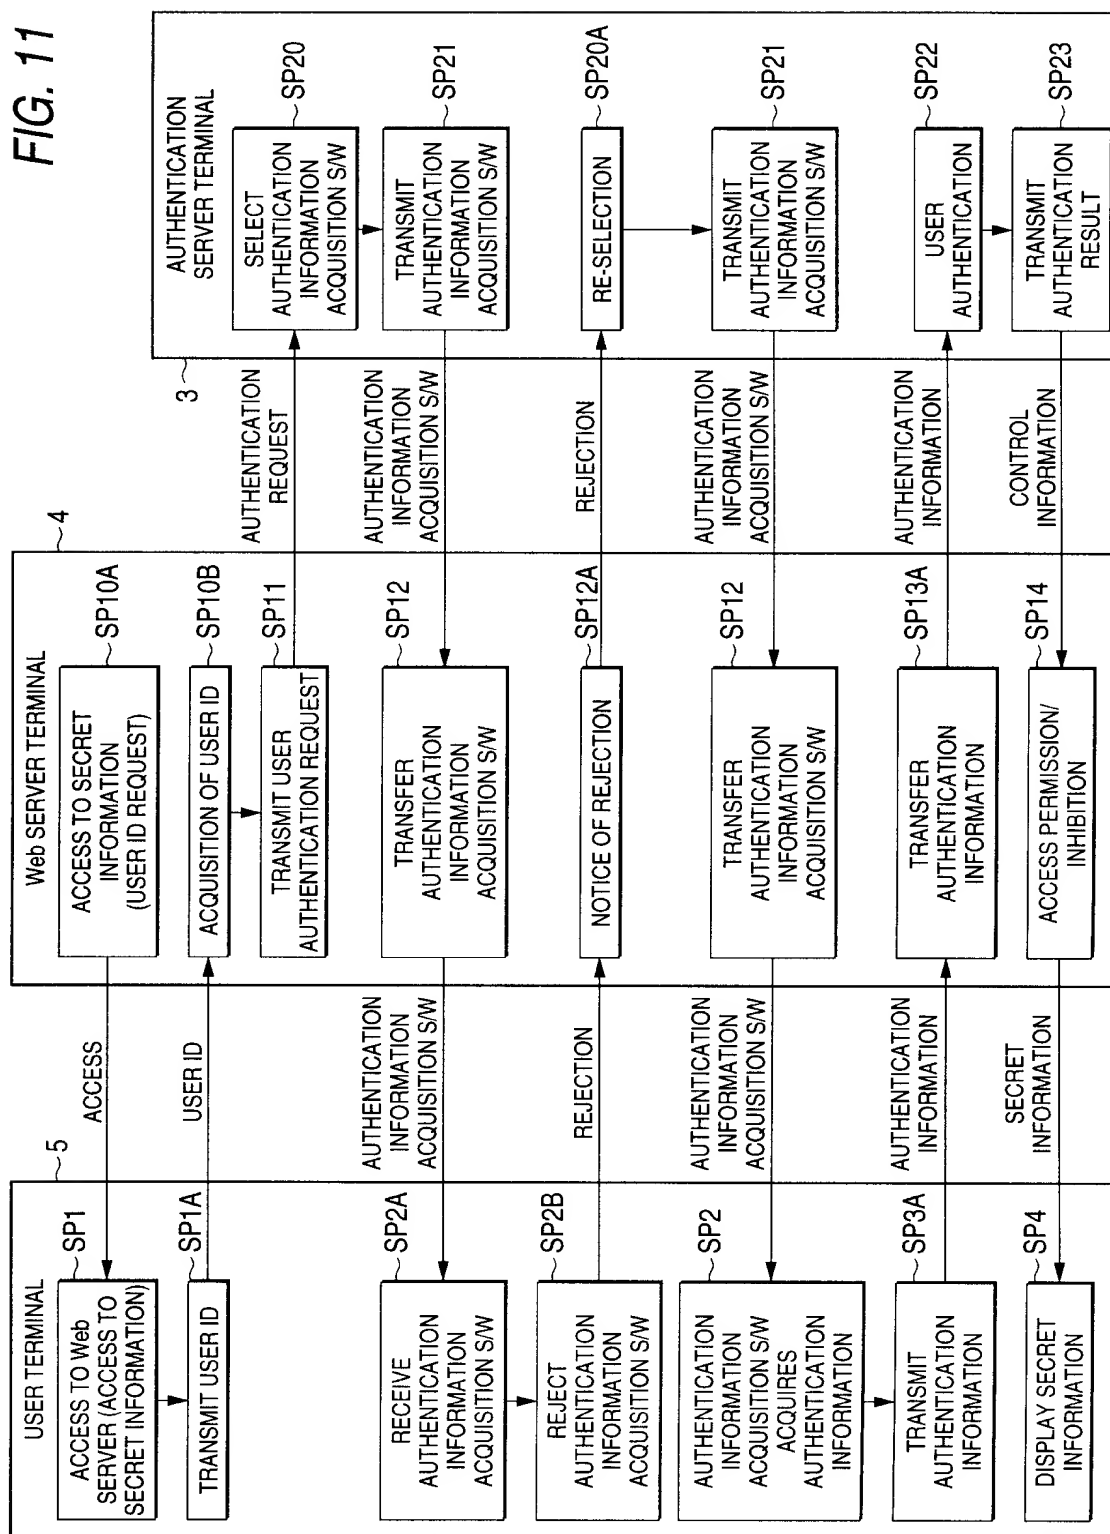 FIG. 11
USER TERMINAL
5
ACCESS TO Web
SERVER (ACCESS TO
SECRET INFORMATION)
SP1
TRANSMIT USER ID
SP1A
RECEIVE
AUTHENTICATION
INFORMATION
ACQUISITION S/W
SP2A
REJECT
AUTHENTICATION
INFORMATION
ACQUISITION S/W
SP2B
AUTHENTICATION
INFORMATION
ACQUISITION S/W
ACQUIRES
AUTHENTICATION
INFORMATION
SP2
TRANSMIT
AUTHENTICATION
INFORMATION
SP3A
DISPLAY SECRET
INFORMATION
SP4
ACCESS
USER ID
AUTHENTICATION
INFORMATION
ACQUISITION S/W
REJECTION
AUTHENTICATION
INFORMATION
ACQUISITION S/W
AUTHENTICATION
INFORMATION
SECRET
INFORMATION
Web SERVER TERMINAL
4
ACCESS TO SECRET
INFORMATION
(USER ID REQUEST)
SP10A
ACQUISITION OF USER ID
SP10B
TRANSMIT USER
AUTHENTICATION REQUEST
SP11
TRANSFER
AUTHENTICATION
INFORMATION
ACQUISITION S/W
SP12
NOTICE OF REJECTION
SP12A
TRANSFER
AUTHENTICATION
INFORMATION
ACQUISITION S/W
SP12
TRANSFER
AUTHENTICATION
INFORMATION
SP13A
ACCESS PERMISSION/
INHIBITION
SP14
AUTHENTICATION
REQUEST
AUTHENTICATION
INFORMATION
ACQUISITION S/W
REJECTION
AUTHENTICATION
INFORMATION
ACQUISITION S/W
AUTHENTICATION
INFORMATION
CONTROL
INFORMATION
3
AUTHENTICATION
SERVER TERMINAL
SELECT
AUTHENTICATION
INFORMATION
ACQUISITION S/W
SP20
TRANSMIT
AUTHENTICATION
INFORMATION
ACQUISITION S/W
SP21
RE-SELECTION
SP20A
TRANSMIT
AUTHENTICATION
INFORMATION
ACQUISITION S/W
SP21
USER
AUTHENTICATION
SP22
TRANSMIT
AUTHENTICATION
RESULT
SP23